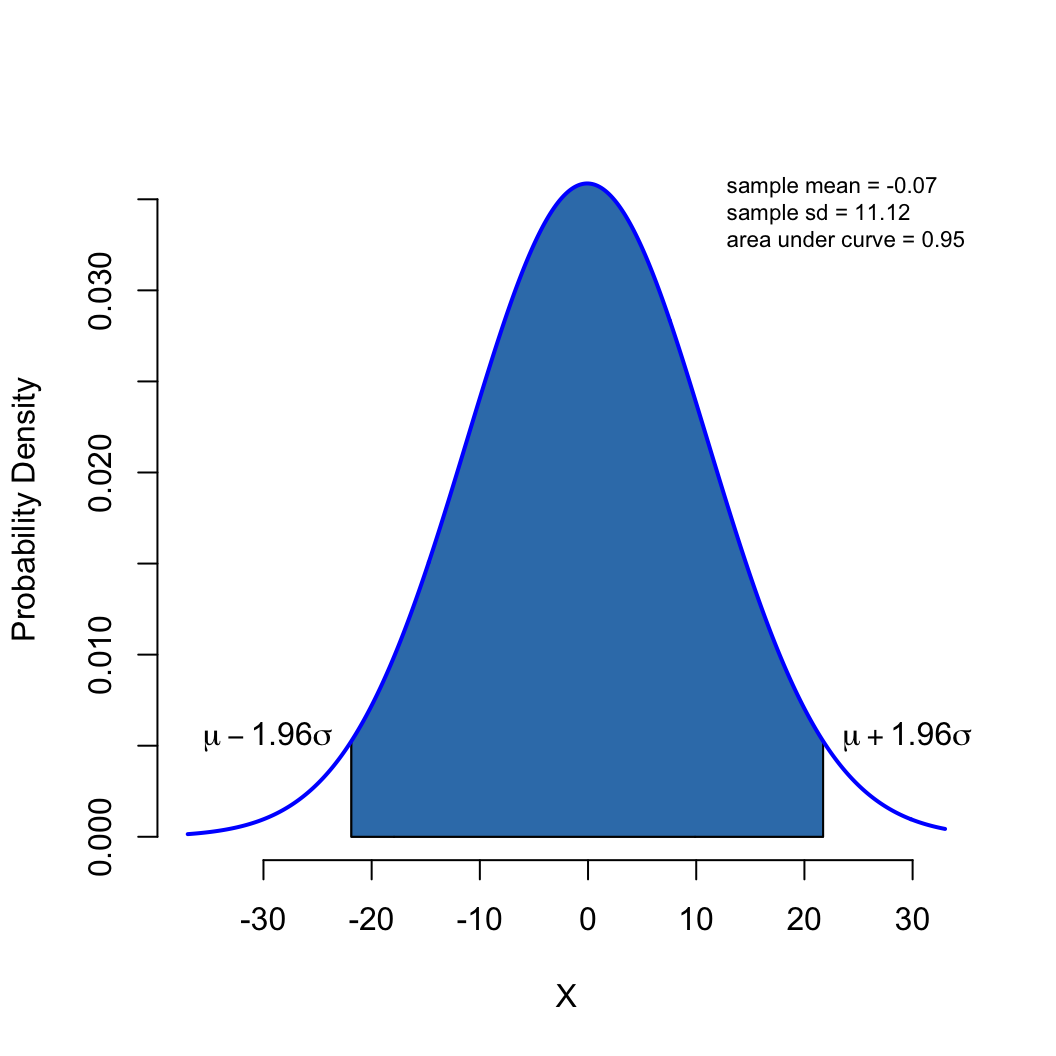 sample mean = -0.07
sample sd = 11.12
area under curve = 0.95
Probability Density
0.030
0.020
0.010
0.000
μ − 1.96σ
μ + 1.96σ
-30 -20 -10 0 10 20 30
X